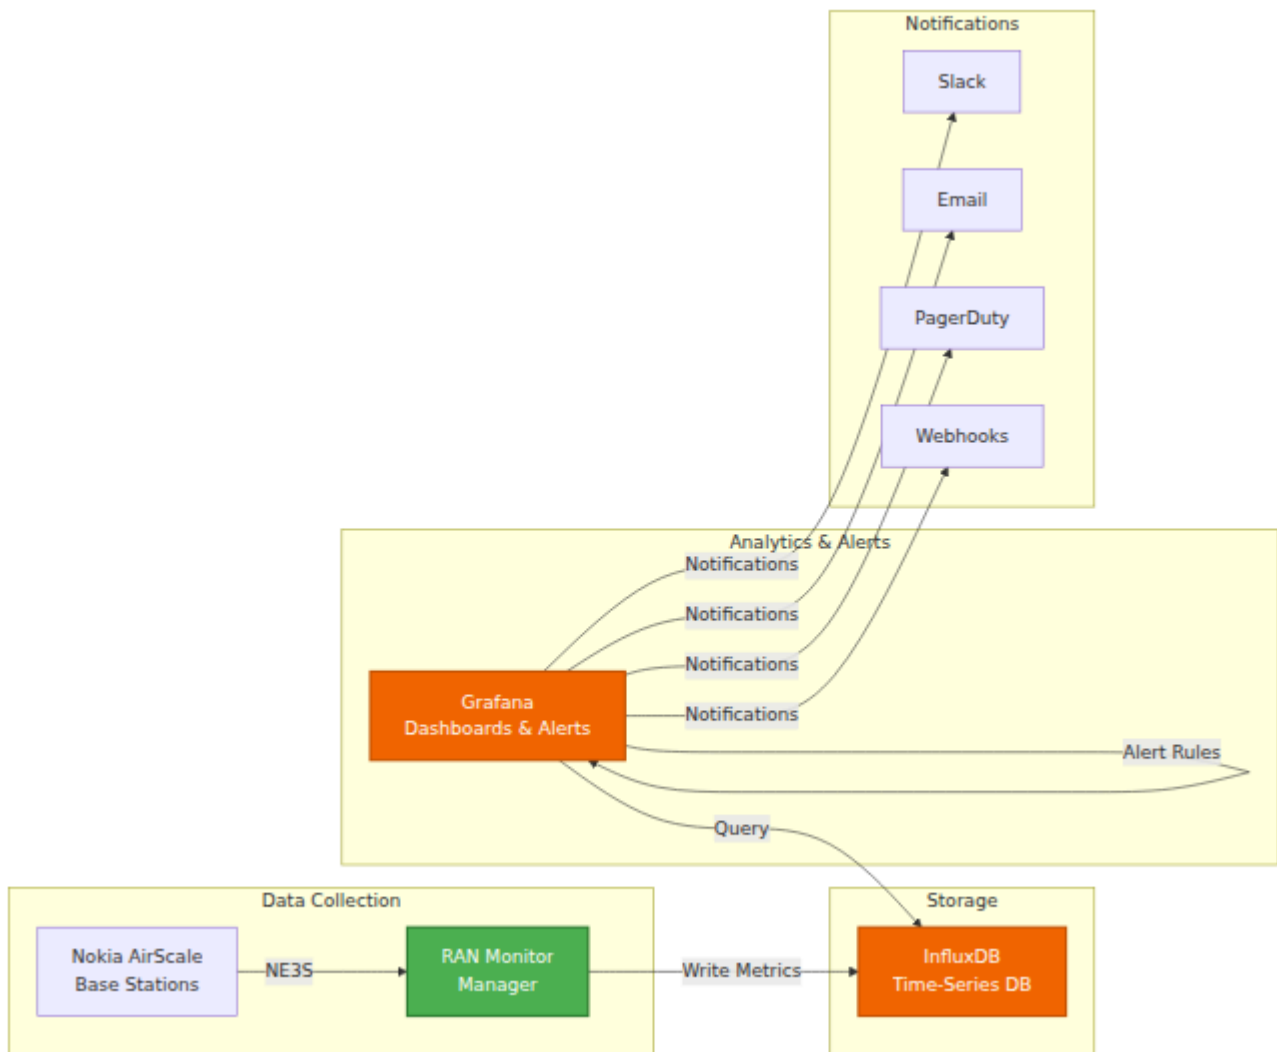 Notifications
Slack
Email
PagerDuty
Webhooks
Analytics & Alerts
Notifications
Notifications
Notifications
Notifications
Grafana
Dashboards & Alerts
Alert Rules
Query
Data Collection
Nokia AirScale
Base Stations
NE3S
RAN Monitor
Manager
Write Metrics
Storage
InfluxDB
Time-Series DB